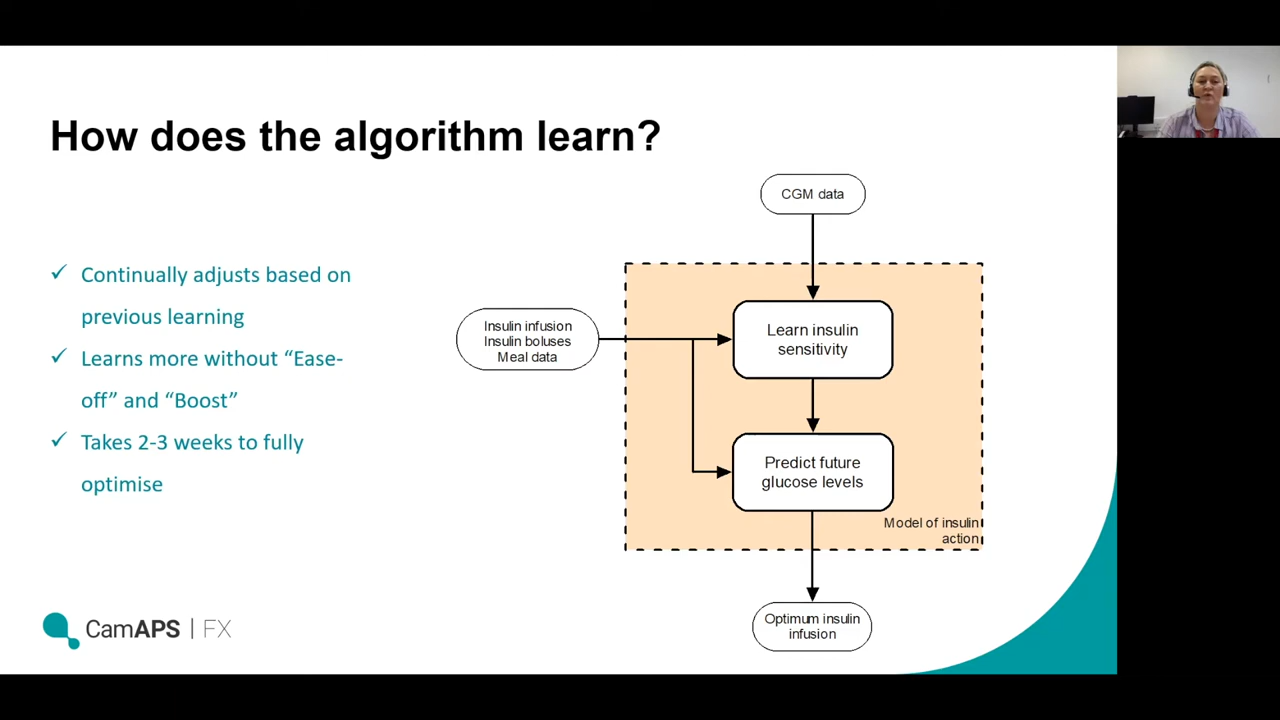 How does the algorithm learn?
✓ Continually adjusts based on
previous learning
✓ Learns more without “Ease-
off” and “Boost”
✓ Takes 2-3 weeks to fully
optimise
CGM data
Insulin infusion
Insulin boluses
Meal data
Learn insulin
sensitivity
Predict future
glucose levels
Model of insulin
action
Optimum insulin
infusion
CamAPS | FX